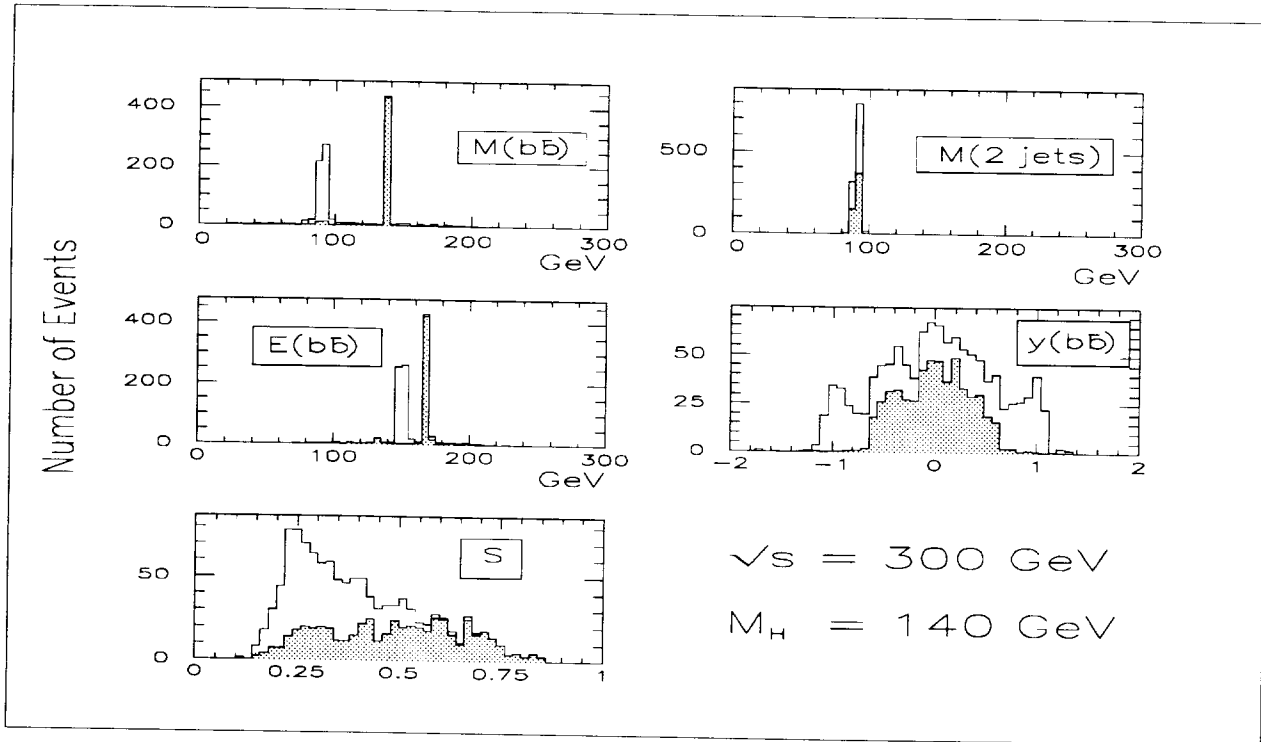 Number of Events
400
200
0
M(bb̄)
0 100 200 300
GeV
500
0
M(2 jets)
0 100 200 300
GeV
400
200
0
E(bb̄)
0 100 200 300
GeV
50
25
0
y(bb̄)
-2 -1 0 1 2
50
0
S
0 0.25 0.5 0.75 1
√s = 300 GeV
M_H = 140 GeV